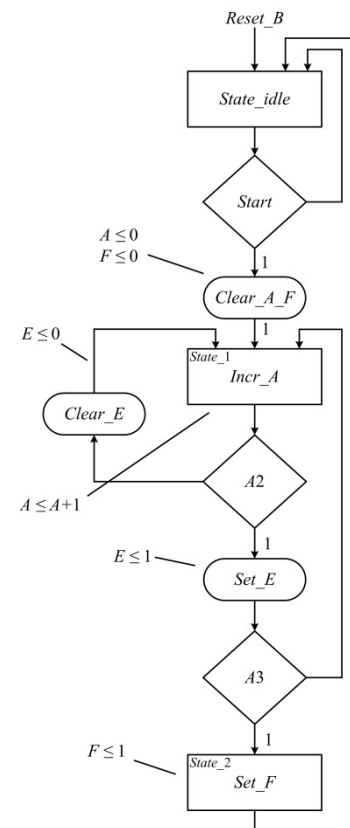 Reset_B
State_idle
Start
A ≤ 0
F ≤ 0
1
Clear_A_F
1
E ≤ 0
State_1
Incr_A
Clear_E
A2
A ≤ A+1
1
E ≤ 1
Set_E
A3
1
F ≤ 1
State_2
Set_F